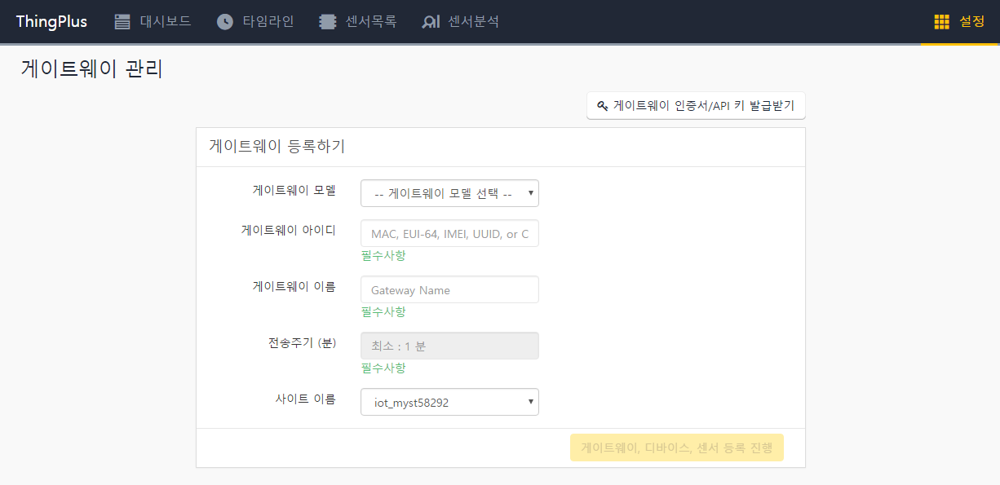 ThingPlus 대시보드 타임라인 센서목록 센서분석 설정
게이트웨이 관리
게이트웨이 인증서/API 키 발급받기
게이트웨이 등록하기
게이트웨이 모델 -- 게이트웨이 모델 선택 --
게이트웨이 아이디 MAC, EUI-64, IMEI, UUID, or C
필수사항
게이트웨이 이름 Gateway Name
필수사항
전송주기 (분) 최소 : 1 분
필수사항
사이트 이름 iot_myst58292
게이트웨이, 디바이스, 센서 등록 진행